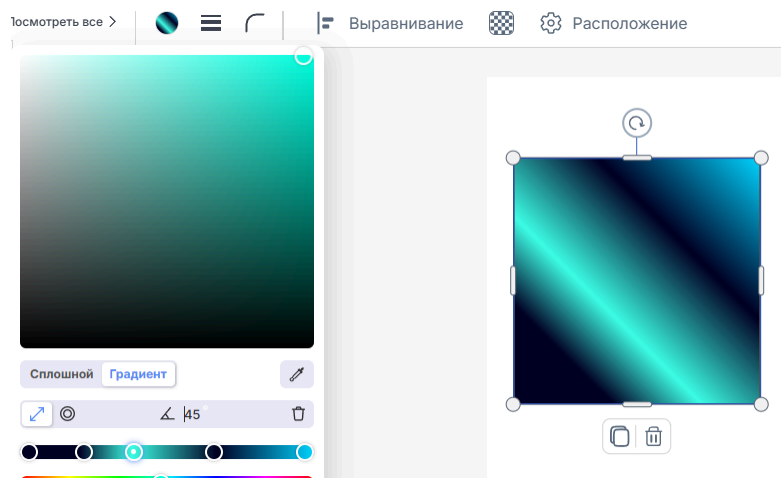 Посмотреть все
Выравнивание
Расположение
Сплошной
Градиент
45°